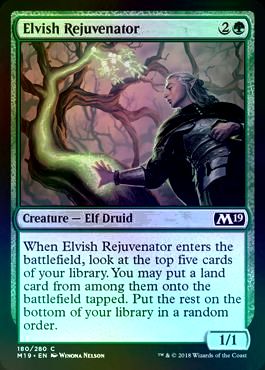 Elvish Rejuvenator 2
Creature — Elf Druid M19
When Elvish Rejuvenator enters the
battlefield, look at the top five cards
of your library. You may put a land
card from among them onto the
battlefield tapped. Put the rest on the
bottom of your library in a random
order.
1/1
180/280 C
M19 • EN Winona Nelson
™ & © 2018 Wizards of the Coast